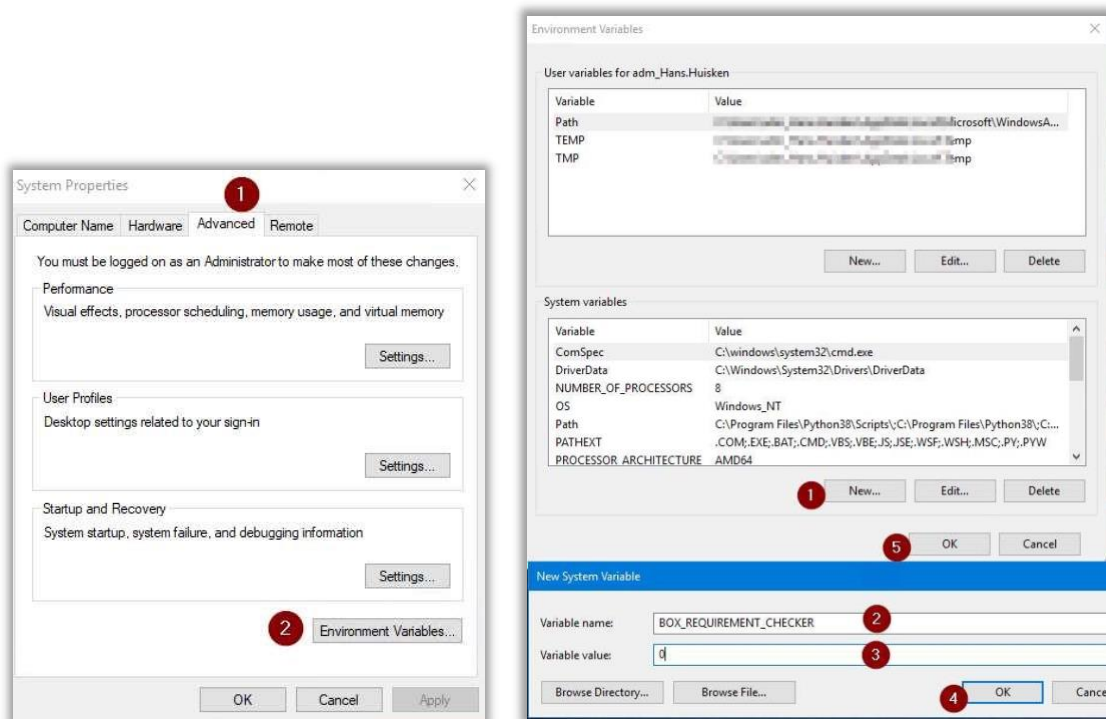 System Properties
1
Computer Name Hardware Advanced Remote
You must be logged on as an Administrator to make most of these changes.
Performance
Visual effects, processor scheduling, memory usage, and virtual memory
Settings...
User Profiles
Desktop settings related to your sign-in
Settings...
Startup and Recovery
System startup, system failure, and debugging information
Settings...
2 Environment Variables...
OK Cancel Apply
Environment Variables
User variables for adm_Hans.Huisken
Variable Value
Path icrosoft\WindowsA...
TEMP emp
TMP emp
New... Edit... Delete
System variables
Variable Value
ComSpec C:\windows\system32\cmd.exe
DriverData C:\Windows\System32\Drivers\DriverData
NUMBER_OF_PROCESSORS 8
OS Windows_NT
Path C:\Program Files\Python38\Scripts\;C:\Program Files\Python38\;C:...
PATHEXT .COM;.EXE;.BAT;.CMD;.VBS;.VBE;.JS;.JSE;.WSF;.WSH;.MSC;.PY;.PYW
PROCESSOR_ARCHITECTURE AMD64
1 New... Edit... Delete
5 OK Cancel
New System Variable
Variable name: BOX_REQUIREMENT_CHECKER 2
Variable value: 0 3
Browse Directory... Browse File... 4 OK Cance